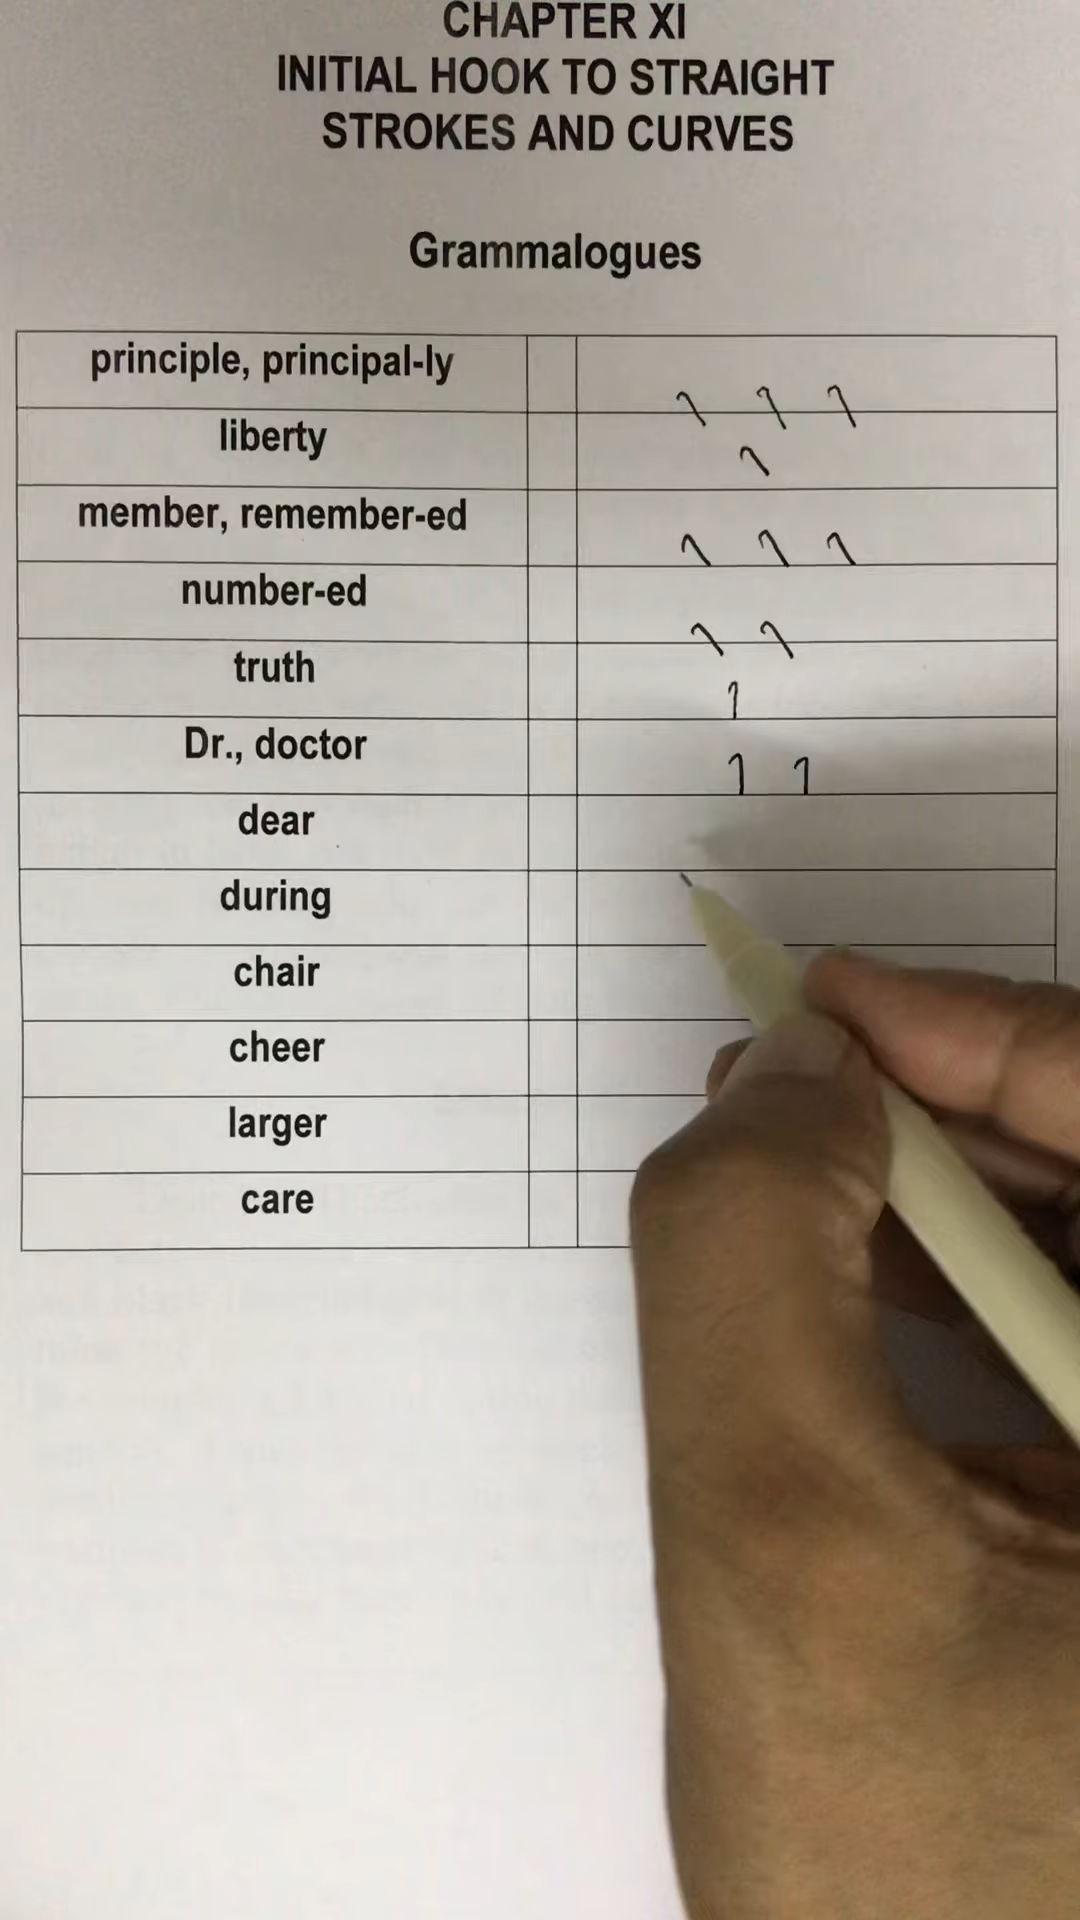 CHAPTER XI
INITIAL HOOK TO STRAIGHT
STROKES AND CURVES
Grammalogues
principle, principal-ly
liberty
member, remember-ed
number-ed
truth
Dr., doctor
dear
during
chair
cheer
larger
care